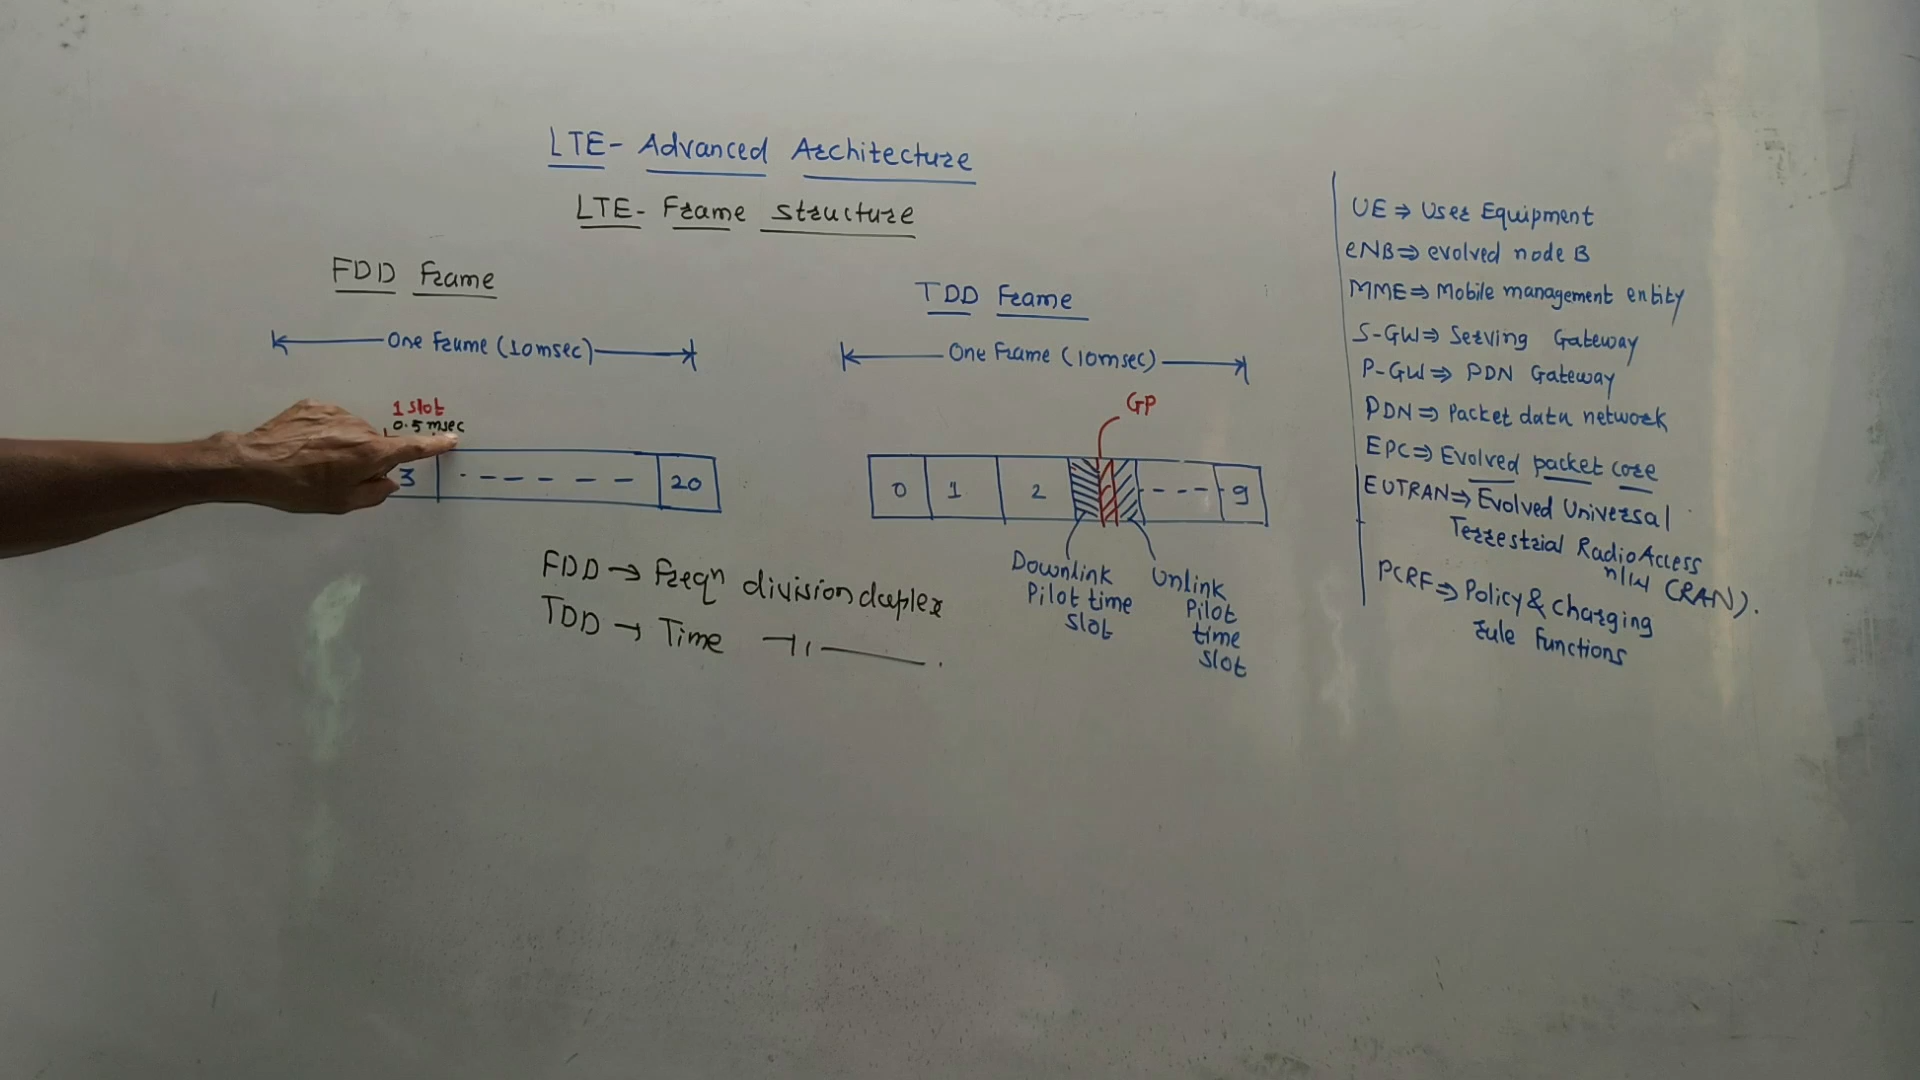 LTE- Advanced Architecture
LTE- Frame structure
FDD Frame
One Frame (10msec)
1 slot
0.5 msec
3 - - - - - - 20
FDD → Freqn division duplex
TDD → Time —11—.
TDD Frame
One Frame (10msec)
GP
0 1 2 - - - - 9
Downlink
Pilot time
slot
Unlink
Pilot
time
slot
UE ⇒ User Equipment
eNB ⇒ evolved node B
MME ⇒ Mobile management entity
S-GW ⇒ Serving Gateway
P-GW ⇒ PDN Gateway
PDN ⇒ Packet data network
EPC ⇒ Evolved packet core
EUTRAN ⇒ Evolved Universal
Terrestrial Radio Access
n/w (RAN).
PCRF ⇒ Policy & charging
rule functions